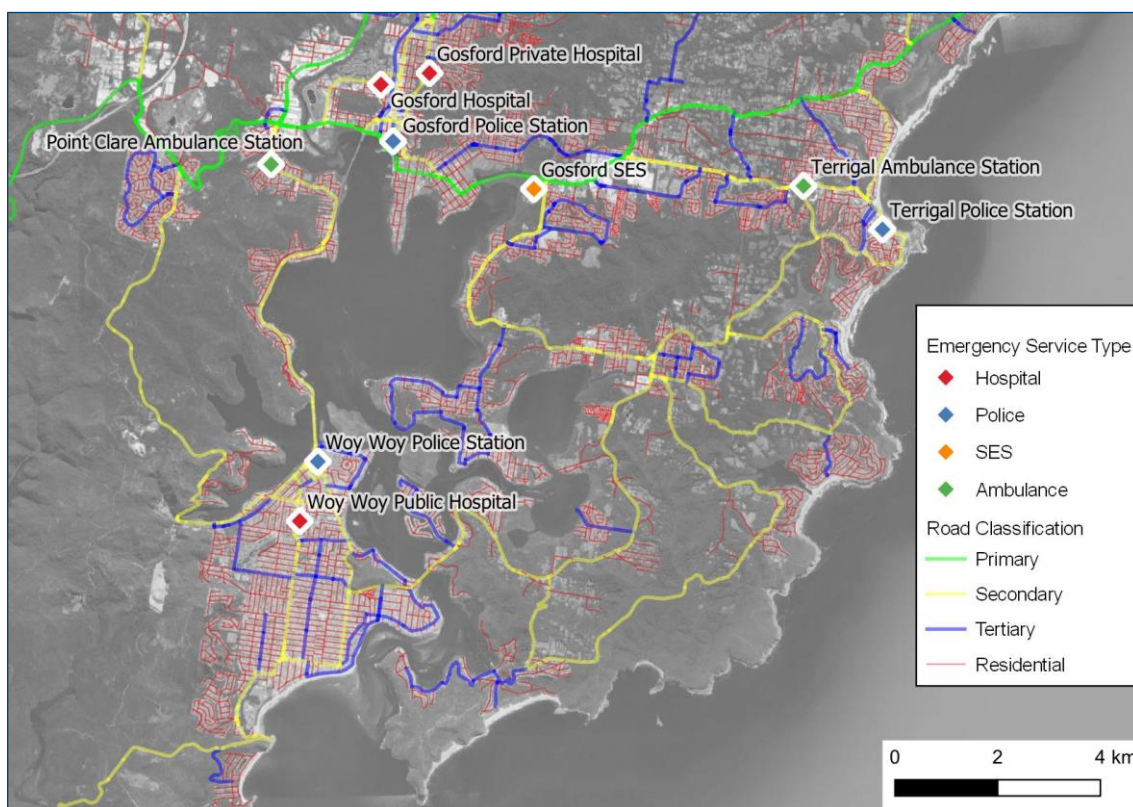 Gosford Private Hospital
Gosford Hospital
Gosford Police Station
Point Clare Ambulance Station
Gosford SES
Terrigal Ambulance Station
Terrigal Police Station
Woy Woy Police Station
Woy Woy Public Hospital
Emergency Service Type
Hospital
Police
SES
Ambulance
Road Classification
Primary
Secondary
Tertiary
Residential
0 2 4 km